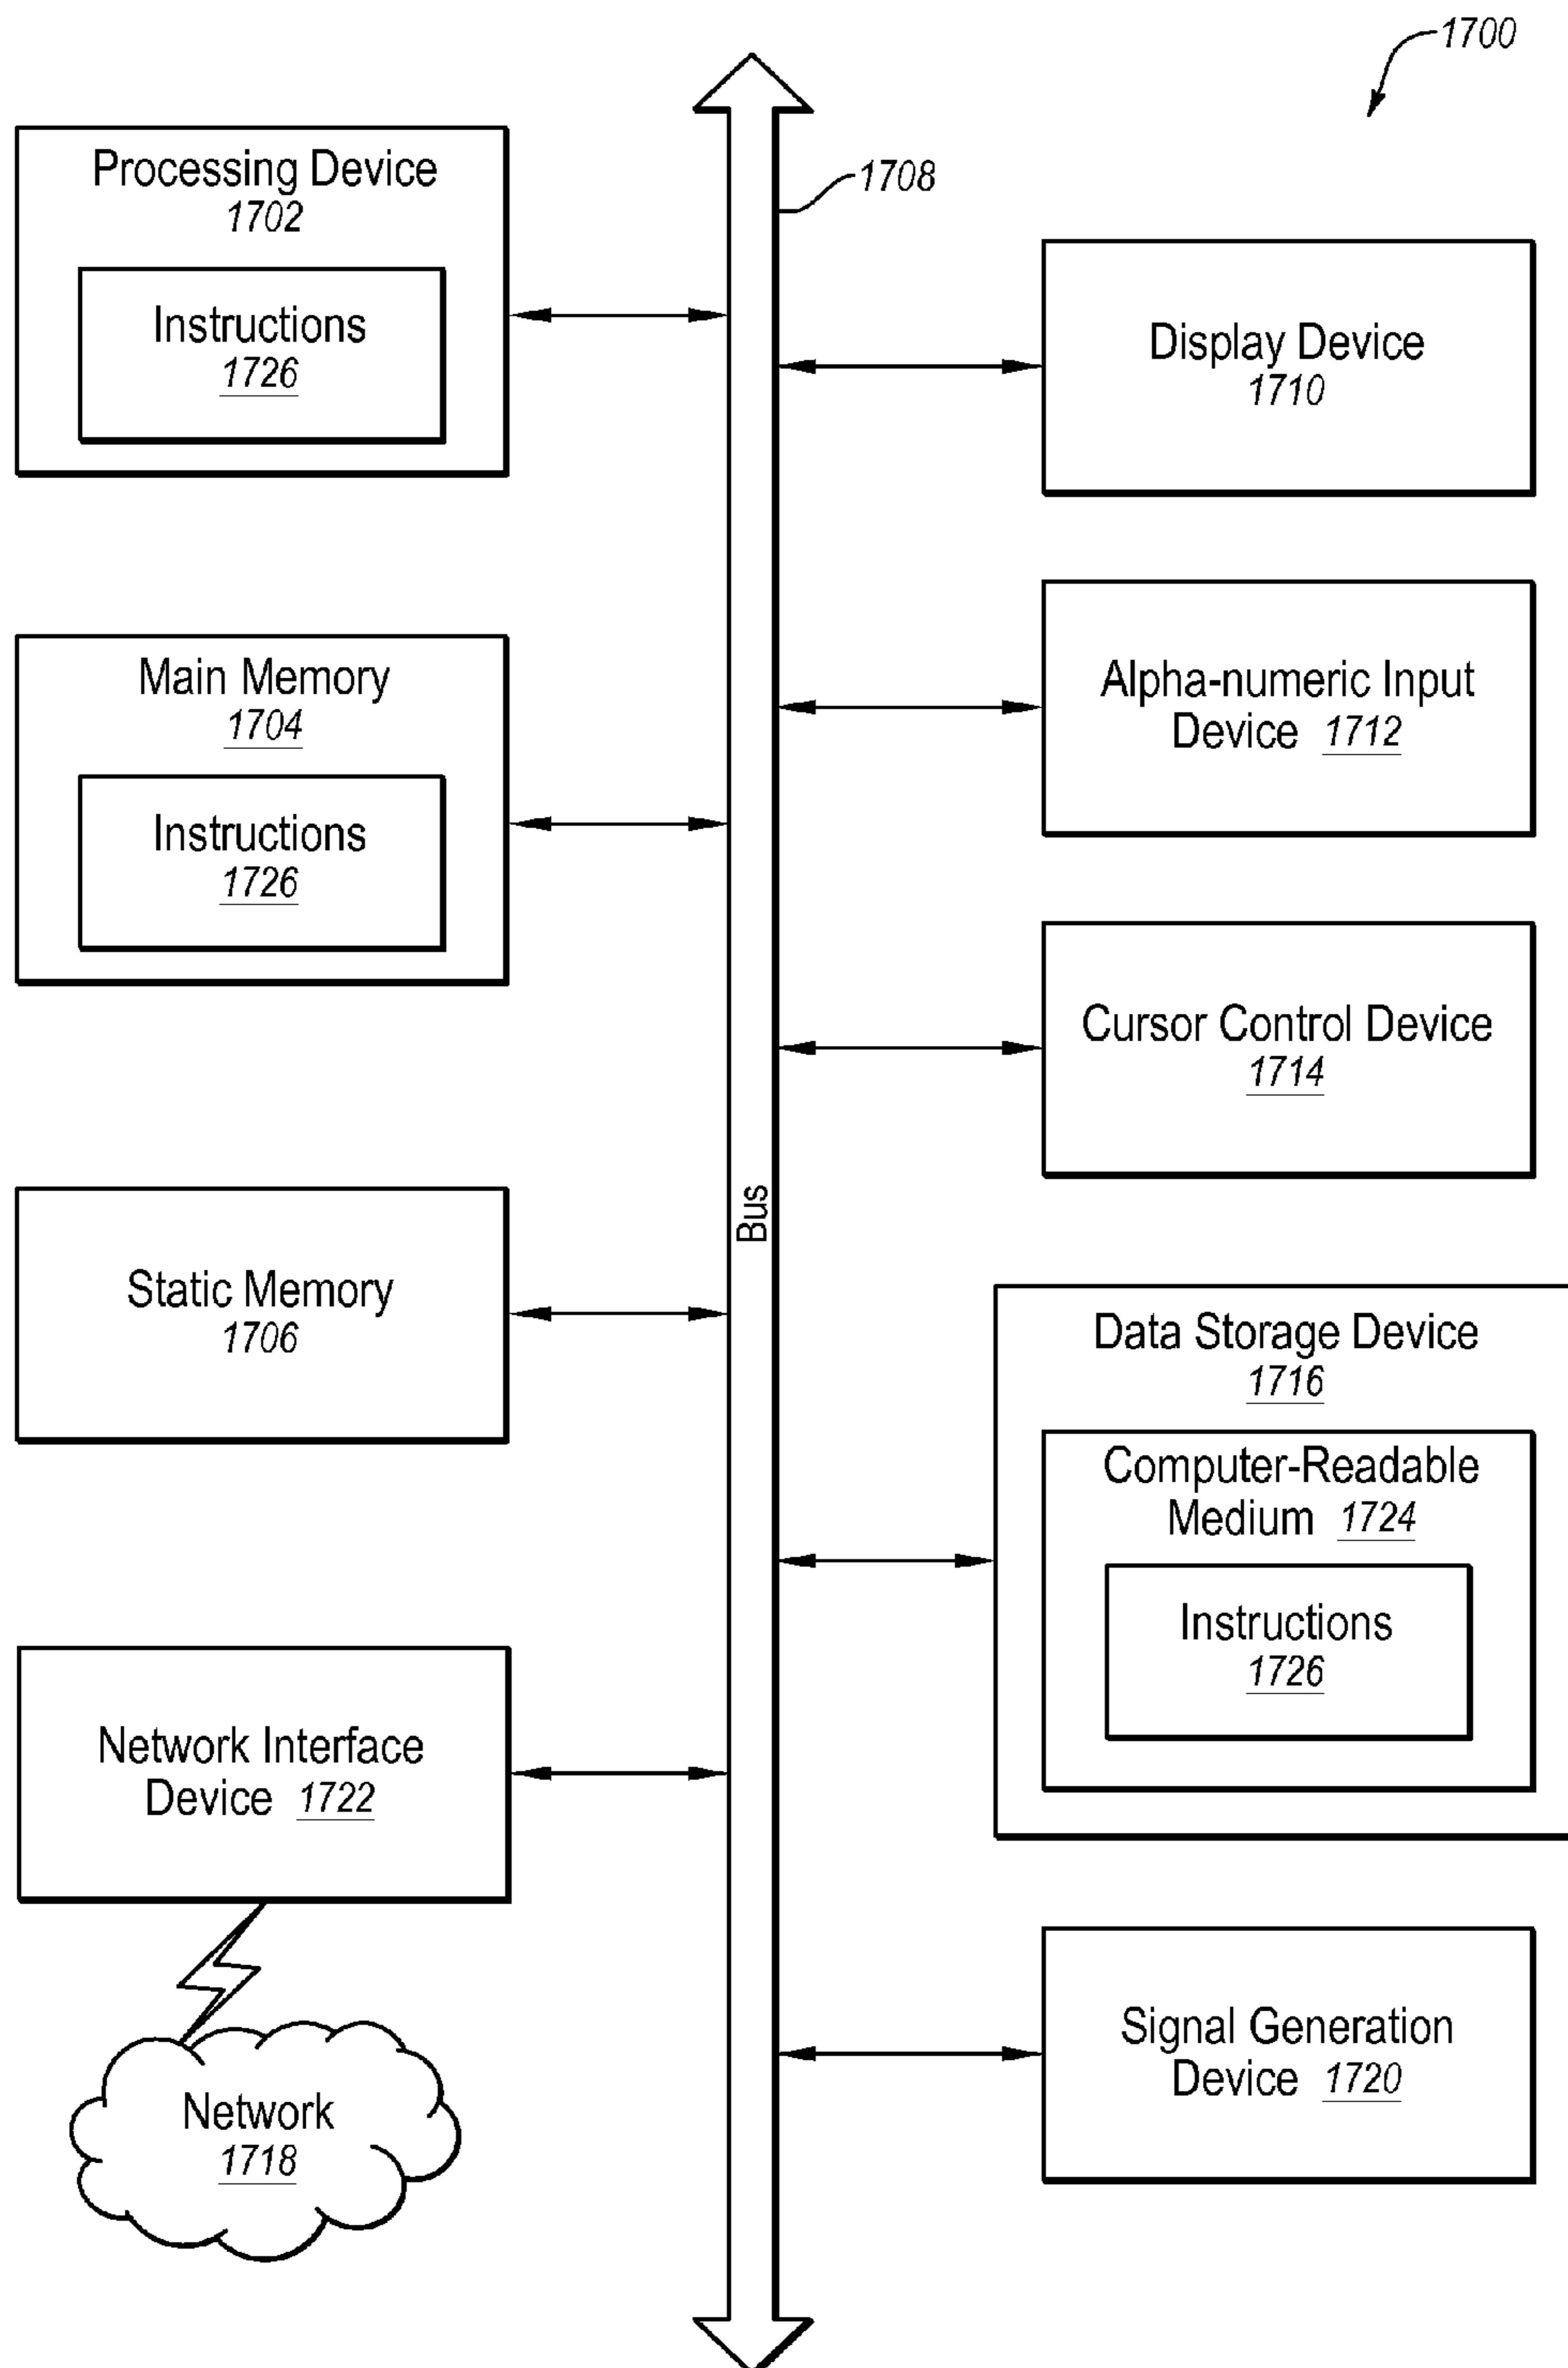 1700
Processing Device
1702
Instructions
1726
1708
Display Device
1710
Main Memory
1704
Instructions
1726
Alpha-numeric Input
Device 1712
Cursor Control Device
1714
Bus
Static Memory
1706
Data Storage Device
1716
Computer-Readable
Medium 1724
Instructions
1726
Network Interface
Device 1722
Signal Generation
Device 1720
Network
1718